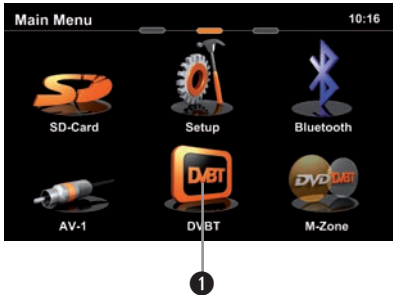 Main Menu 10:16
SD
SD-Card Setup Bluetooth
DVBT DVD DVBT
AV-1 DVBT M-Zone
1